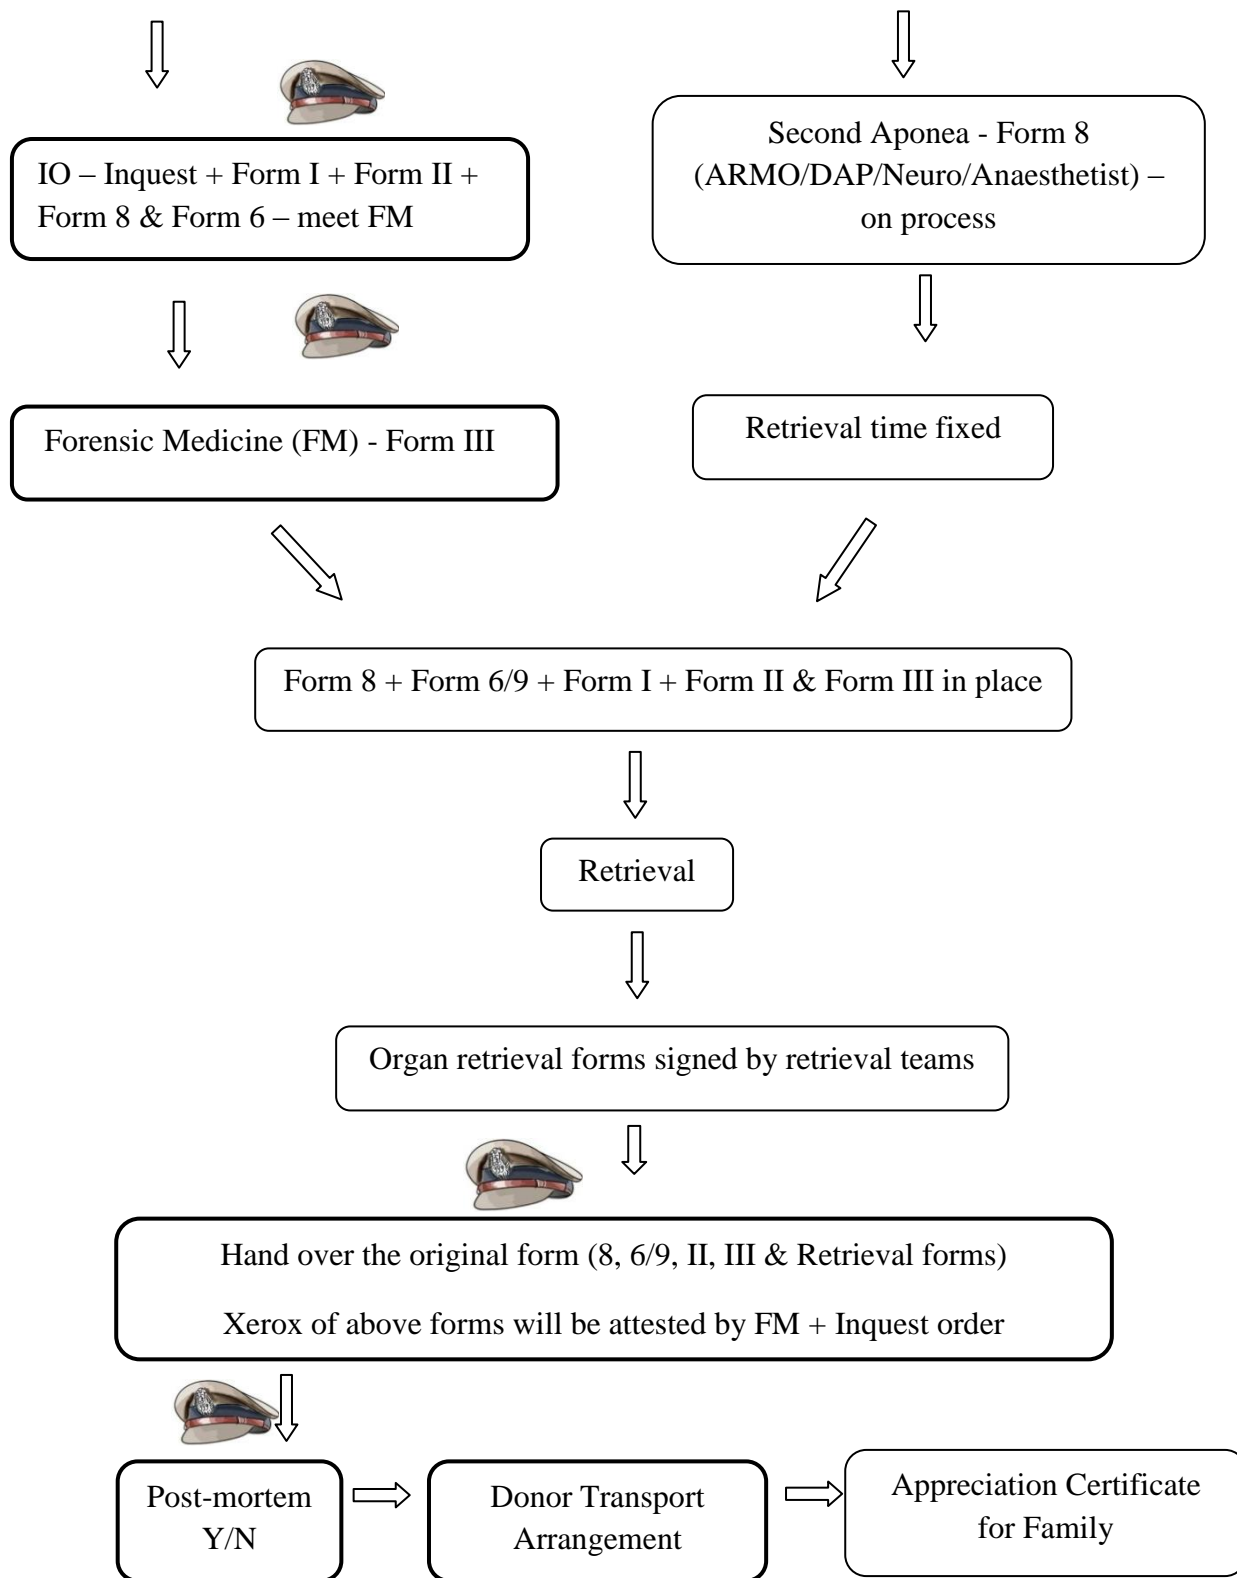 IO – Inquest + Form I + Form II +
Form 8 & Form 6 – meet FM
Second Aponea - Form 8
(ARMO/DAP/Neuro/Anaesthetist) –
on process
Forensic Medicine (FM) - Form III
Retrieval time fixed
Form 8 + Form 6/9 + Form I + Form II & Form III in place
Retrieval
Organ retrieval forms signed by retrieval teams
Hand over the original form (8, 6/9, II, III & Retrieval forms)
Xerox of above forms will be attested by FM + Inquest order
Post-mortem
Y/N
Donor Transport
Arrangement
Appreciation Certificate
for Family